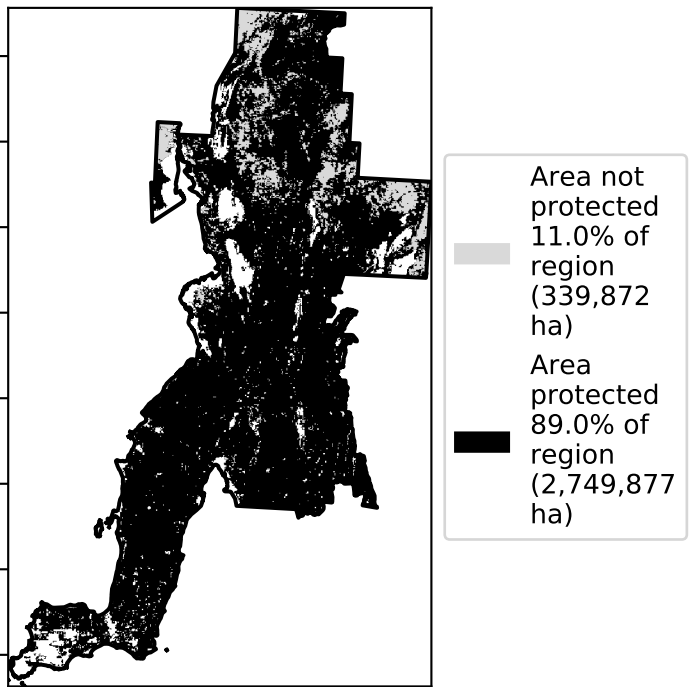 Area not
protected
11.0% of
region
(339,872
ha)
Area
protected
89.0% of
region
(2,749,877
ha)